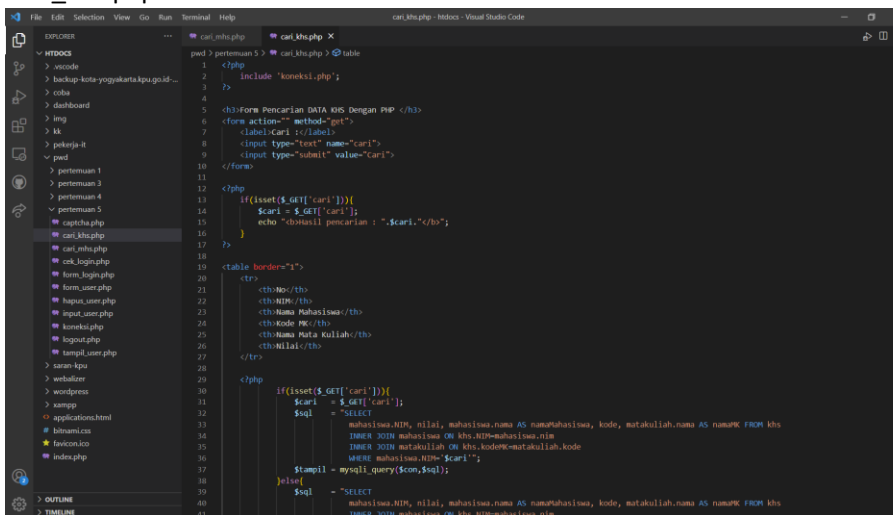 File Edit Selection View Go Run Terminal Help
cari_khs.php - htdocs - Visual Studio Code
EXPLORER
HTDOCS
.vscode
backup-kota-yogyakarta.kpu.go.id-...
coba
dashboard
img
kk
pekerja-it
pwd
pertemuan 1
pertemuan 3
pertemuan 4
pertemuan 5
captcha.php
cari_khs.php
cari_mhs.php
cek_login.php
form_login.php
form_user.php
hapus_user.php
input_user.php
koneksi.php
logout.php
tampil_user.php
saran-kpu
webalizer
wordpress
xampp
applications.html
bitnami.css
favicon.ico
index.php
OUTLINE
TIMELINE
2
cari_mhs.php cari_khs.php
pwd > pertemuan 5 > cari_khs.php > table
1 <?php
2 include 'koneksi.php';
3 ?>
4
5 <h3>Form Pencarian DATA KHS Dengan PHP </h3>
6 <form action="" method="get">
7 <label>Cari :</label>
8 <input type="text" name="cari">
9 <input type="submit" value="Cari">
10 </form>
11
12 <?php
13 if(isset($_GET['cari'])){
14 $cari = $_GET['cari'];
15 echo "<b>Hasil pencarian : ".$cari."</b>";
16 }
17 ?>
18
19 <table border="1">
20 <tr>
21 <th>No</th>
22 <th>NIM</th>
23 <th>Nama Mahasiswa</th>
24 <th>Kode MK</th>
25 <th>Nama Mata Kuliah</th>
26 <th>Nilai</th>
27 </tr>
28
29 <?php
30 if(isset($_GET['cari'])){
31 $cari = $_GET['cari'];
32 $sql = "SELECT
33 mahasiswa.NIM, nilai, mahasiswa.nama AS namaMahasiswa, kode, matakuliah.nama AS namaMK FROM khs
34 INNER JOIN mahasiswa ON khs.NIM=mahasiswa.nim
35 INNER JOIN matakuliah ON khs.kodeMK=matakuliah.kode
36 WHERE mahasiswa.NIM='$cari'";
37 $tampil = mysqli_query($con,$sql);
38 }else{
39 $sql = "SELECT
40 mahasiswa.NIM, nilai, mahasiswa.nama AS namaMahasiswa, kode, matakuliah.nama AS namaMK FROM khs
41 INNER JOIN mahasiswa ON khs.NIM=mahasiswa.nim